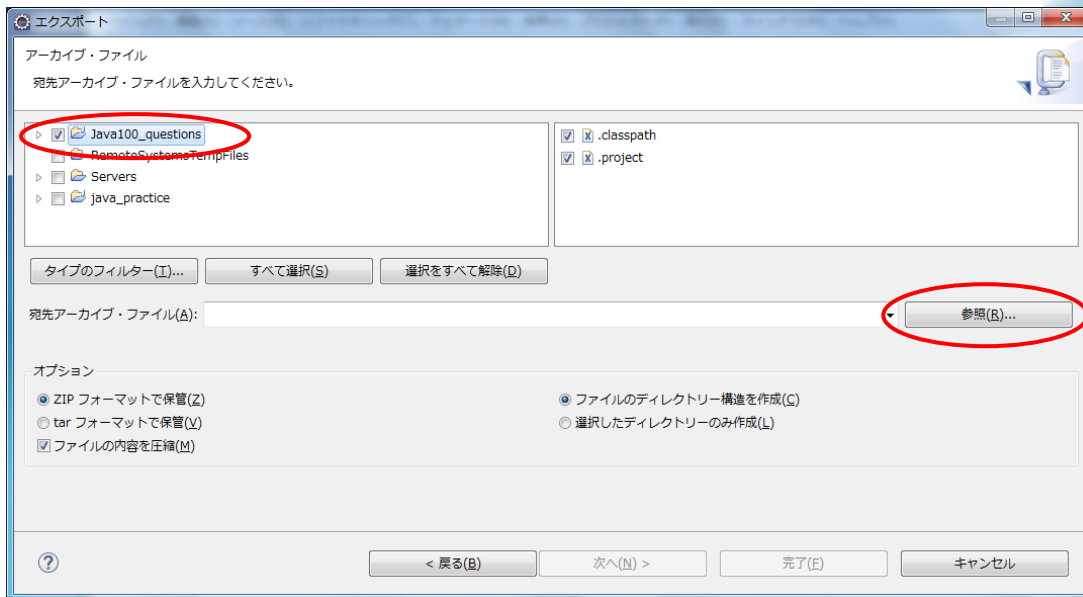 エクスポート
アーカイブ・ファイル
宛先アーカイブ・ファイルを入力してください。
Java100_questions
RemoteSystemsTempFiles
Servers
java_practice
.classpath
.project
タイプのフィルター(I)... すべて選択(S) 選択をすべて解除(D)
宛先アーカイブ・ファイル(A): 参照(R)...
オプション
ZIP フォーマットで保管(Z)
tar フォーマットで保管(V)
ファイルの内容を圧縮(M)
ファイルのディレクトリー構造を作成(C)
選択したディレクトリーのみ作成(L)
< 戻る(B) 次へ(N) > 完了(F) キャンセル